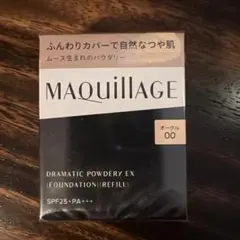 ふんわりカバーで自然なつや肌
ムース生まれのパウダリー
MAQuillAGE
オークル
00
DRAMATIC POWDERY EX
(FOUNDATION)(REFILL)
SPF25・PA+++